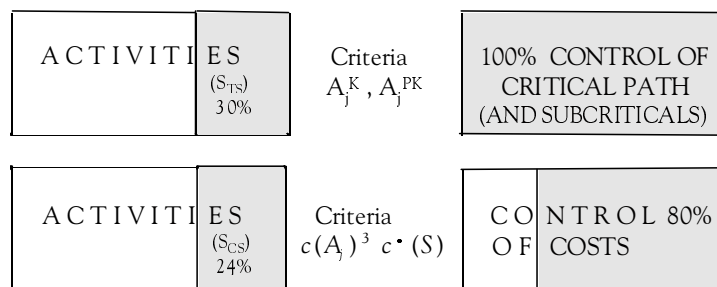 ACTIVITIES
(S_TS)
30%
Criteria
A_j^K , A_j^PK
100% CONTROL OF
CRITICAL PATH
(AND SUBCRITICALS)
ACTIVITIES
(S_CS)
24%
Criteria
c(A_j) ³ c• (S)
CONTROL 80%
OF COSTS